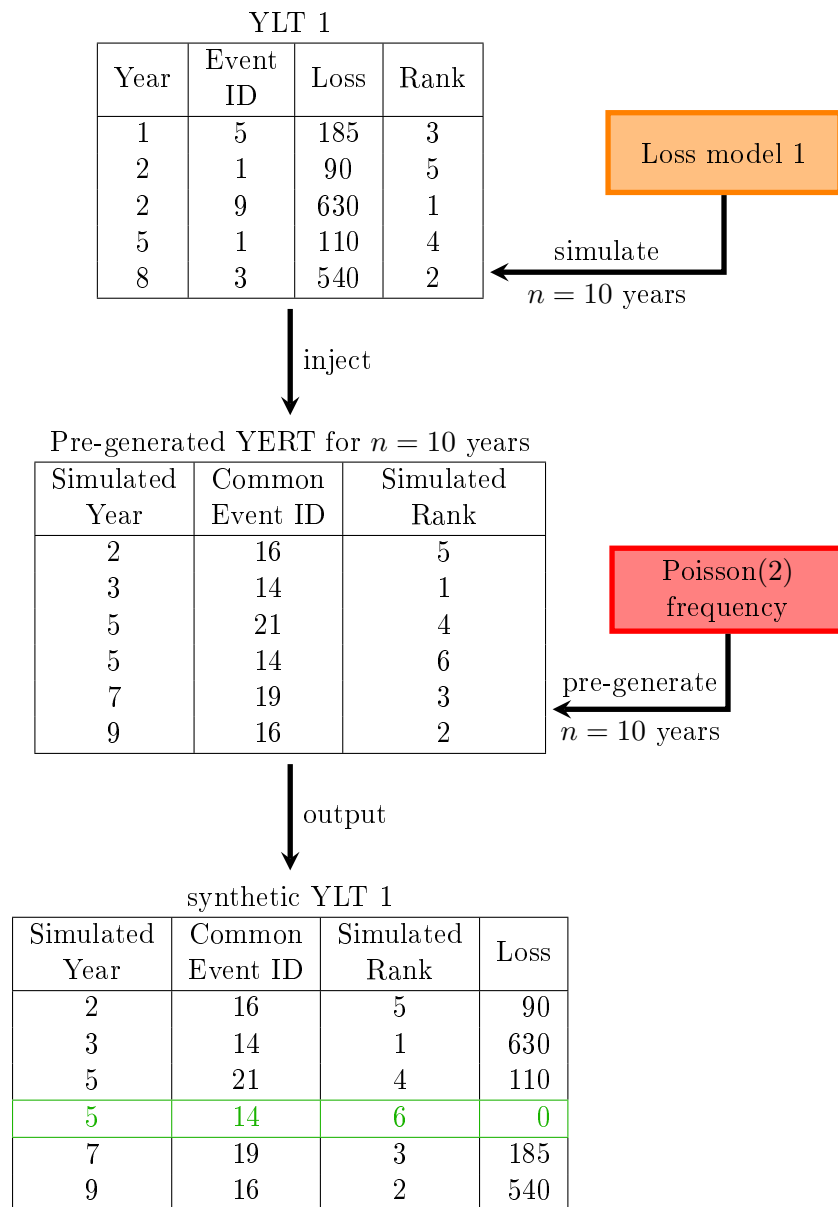 YLT 1
Year Event ID Loss Rank
1 5 185 3
2 1 90 5
2 9 630 1
5 1 110 4
8 3 540 2
Loss model 1
simulate
n = 10 years
inject
Pre-generated YERT for n = 10 years
Simulated Year Common Event ID Simulated Rank
2 16 5
3 14 1
5 21 4
5 14 6
7 19 3
9 16 2
Poisson(2)
frequency
pre-generate
n = 10 years
output
synthetic YLT 1
Simulated Year Common Event ID Simulated Rank Loss
2 16 5 90
3 14 1 630
5 21 4 110
5 14 6 0
7 19 3 185
9 16 2 540